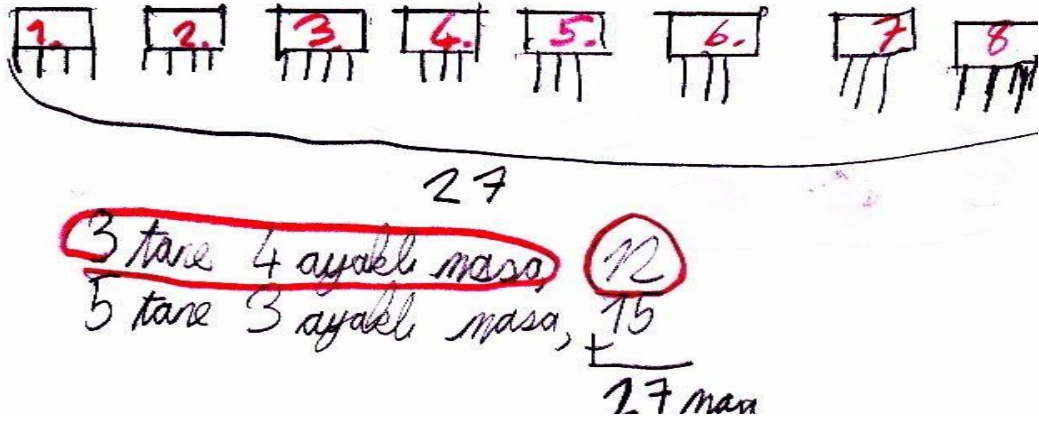 1. 2. 3. 4. 5. 6. 7 8
27
3 tane 4 ayaklı masa, 12
5 tane 3 ayaklı masa, 15
+
27